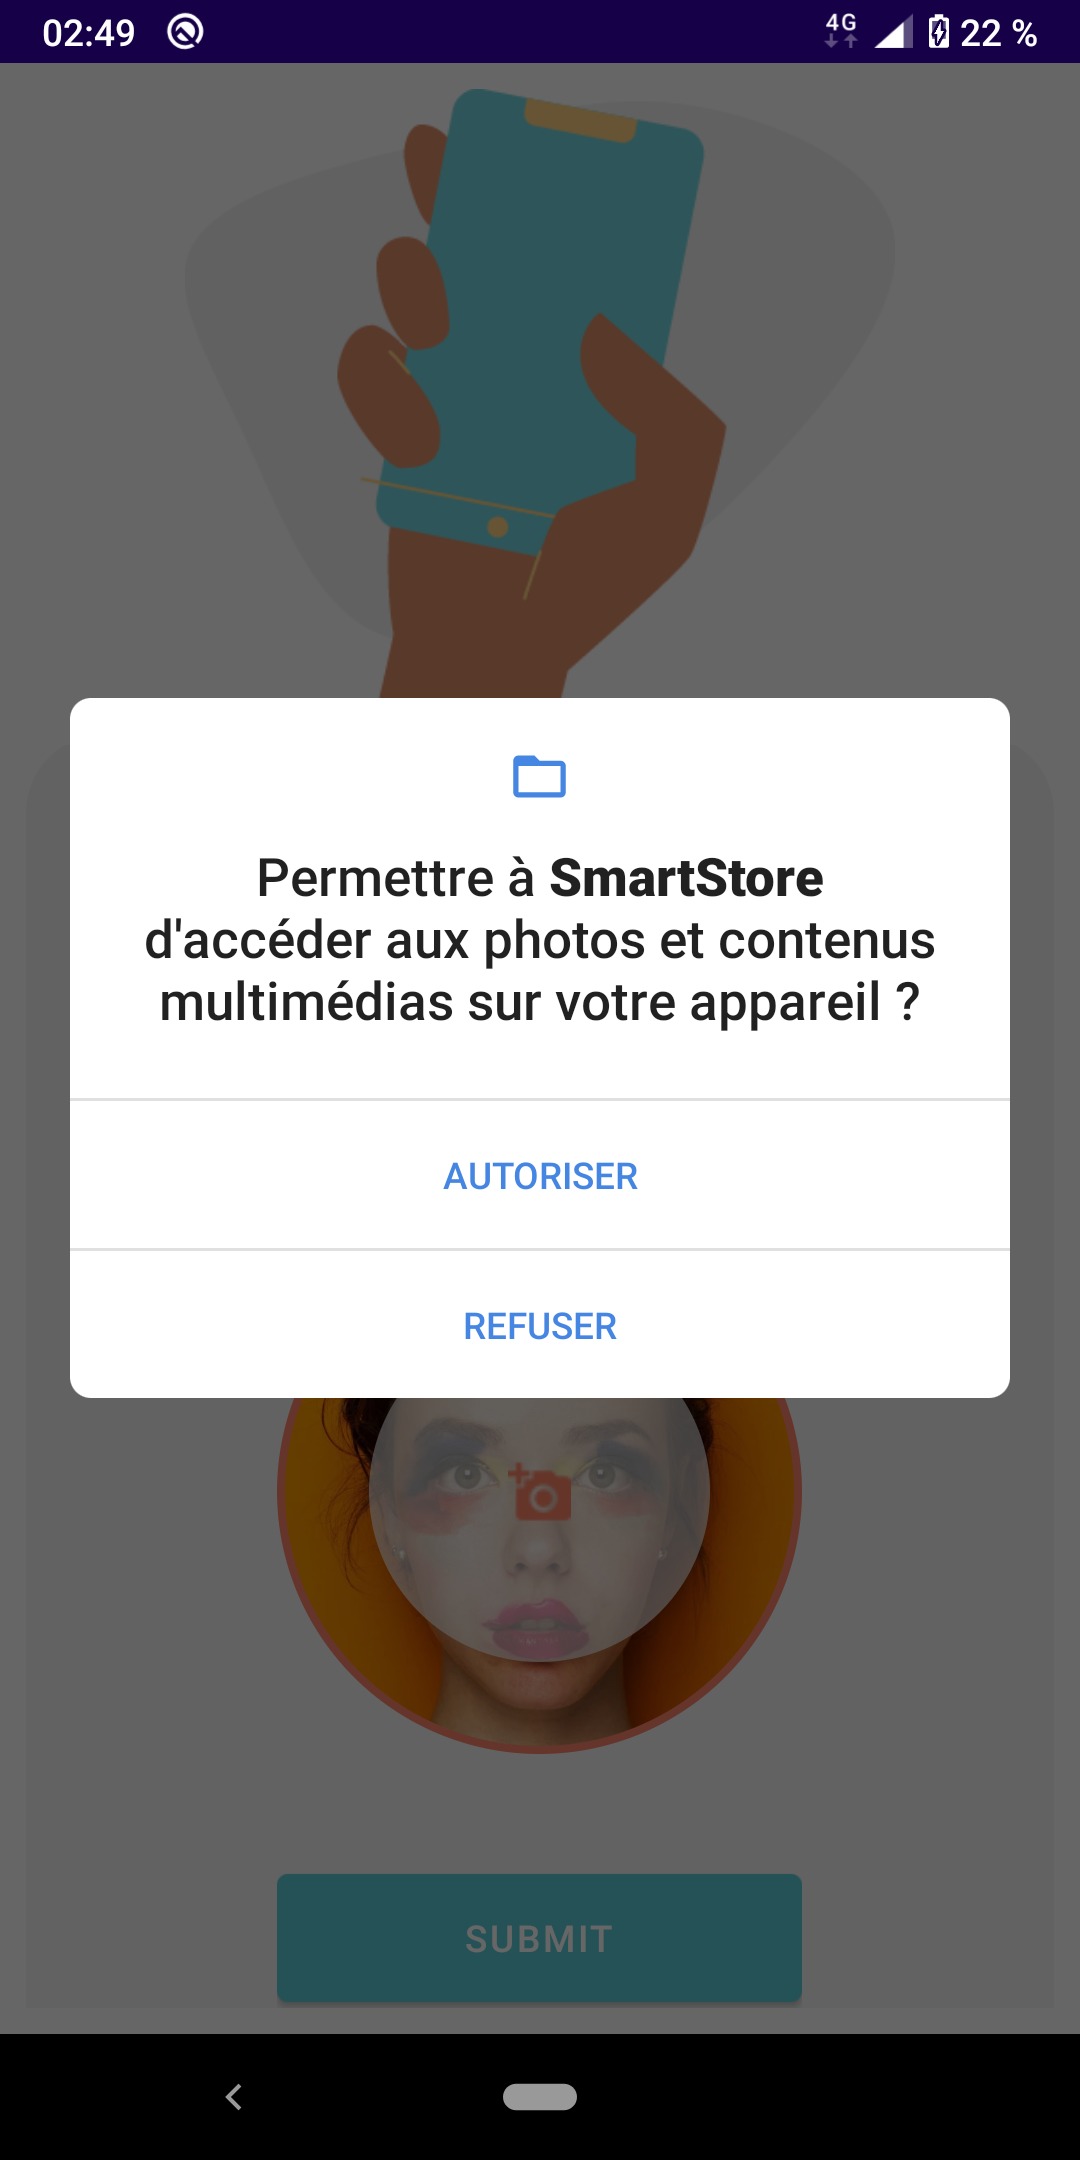 02:49 4G 22 %
Permettre à SmartStore
d'accéder aux photos et contenus
multimédias sur votre appareil ?
AUTORISER
REFUSER
SUBMIT